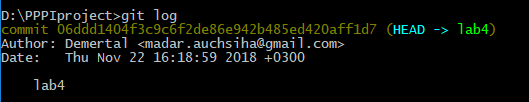 D:\PPPIproject>git log
commit 06ddd1404f3c9c6f2de86e942b485ed420aff1d7 (HEAD -> lab4)
Author: Demertal <madar.auchsiha@gmail.com>
Date:   Thu Nov 22 16:18:59 2018 +0300
lab4